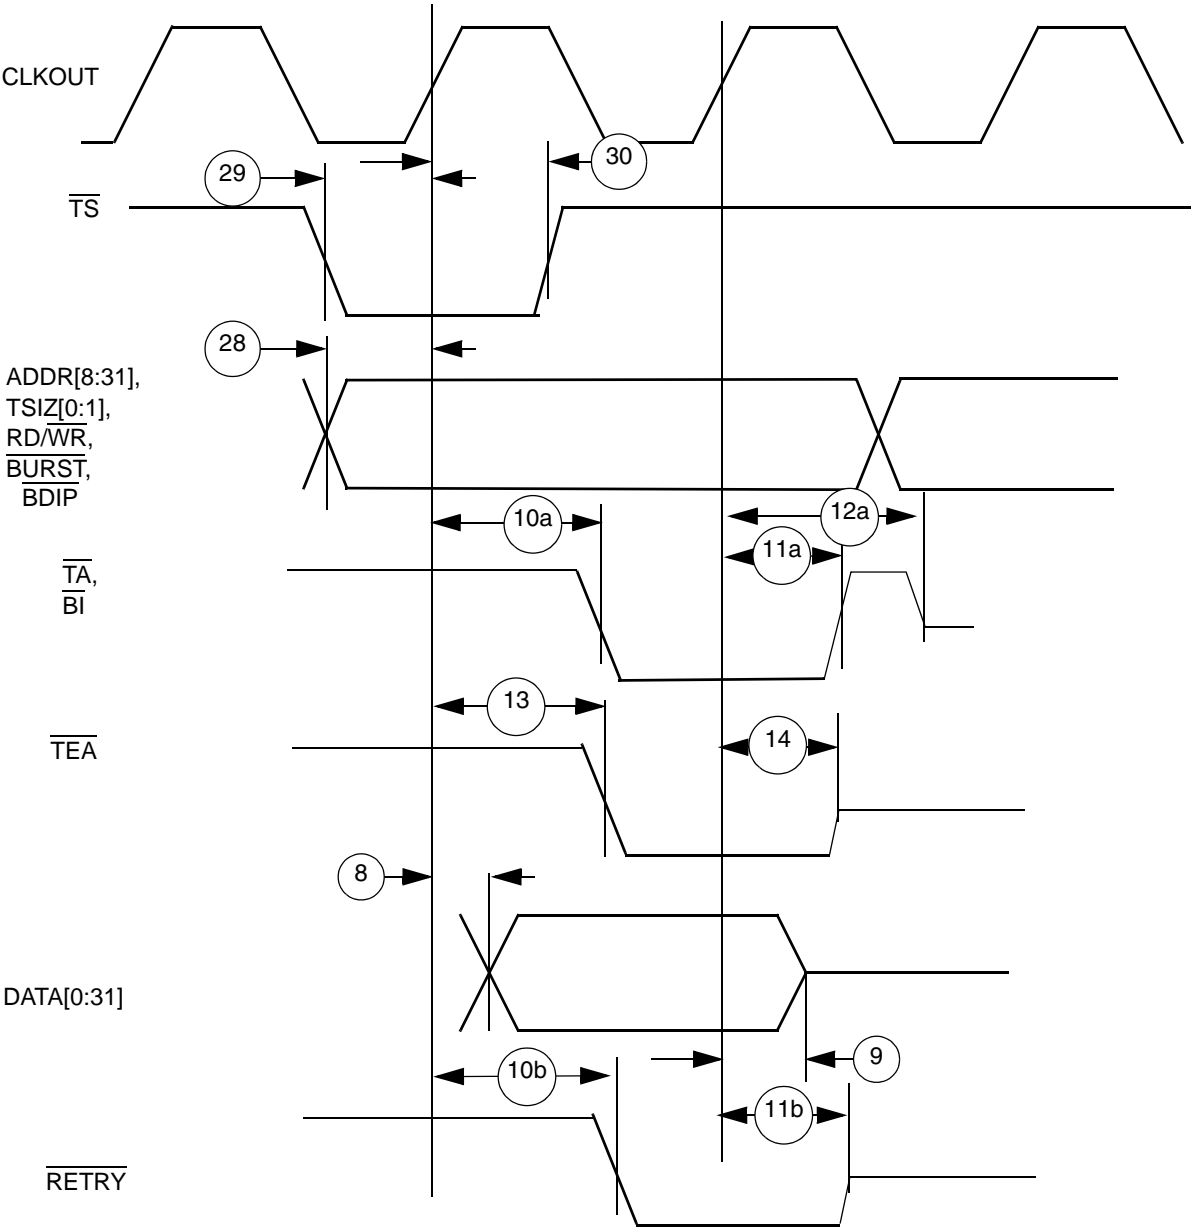 CLKOUT
30
29
TS
28
ADDR[8:31],
TSIZ[0:1],
RD/WR,
BURST,
BDIP
10a
12a
11a
TA,
BI
13
TEA
14
8
DATA[0:31]
9
10b
11b
RETRY